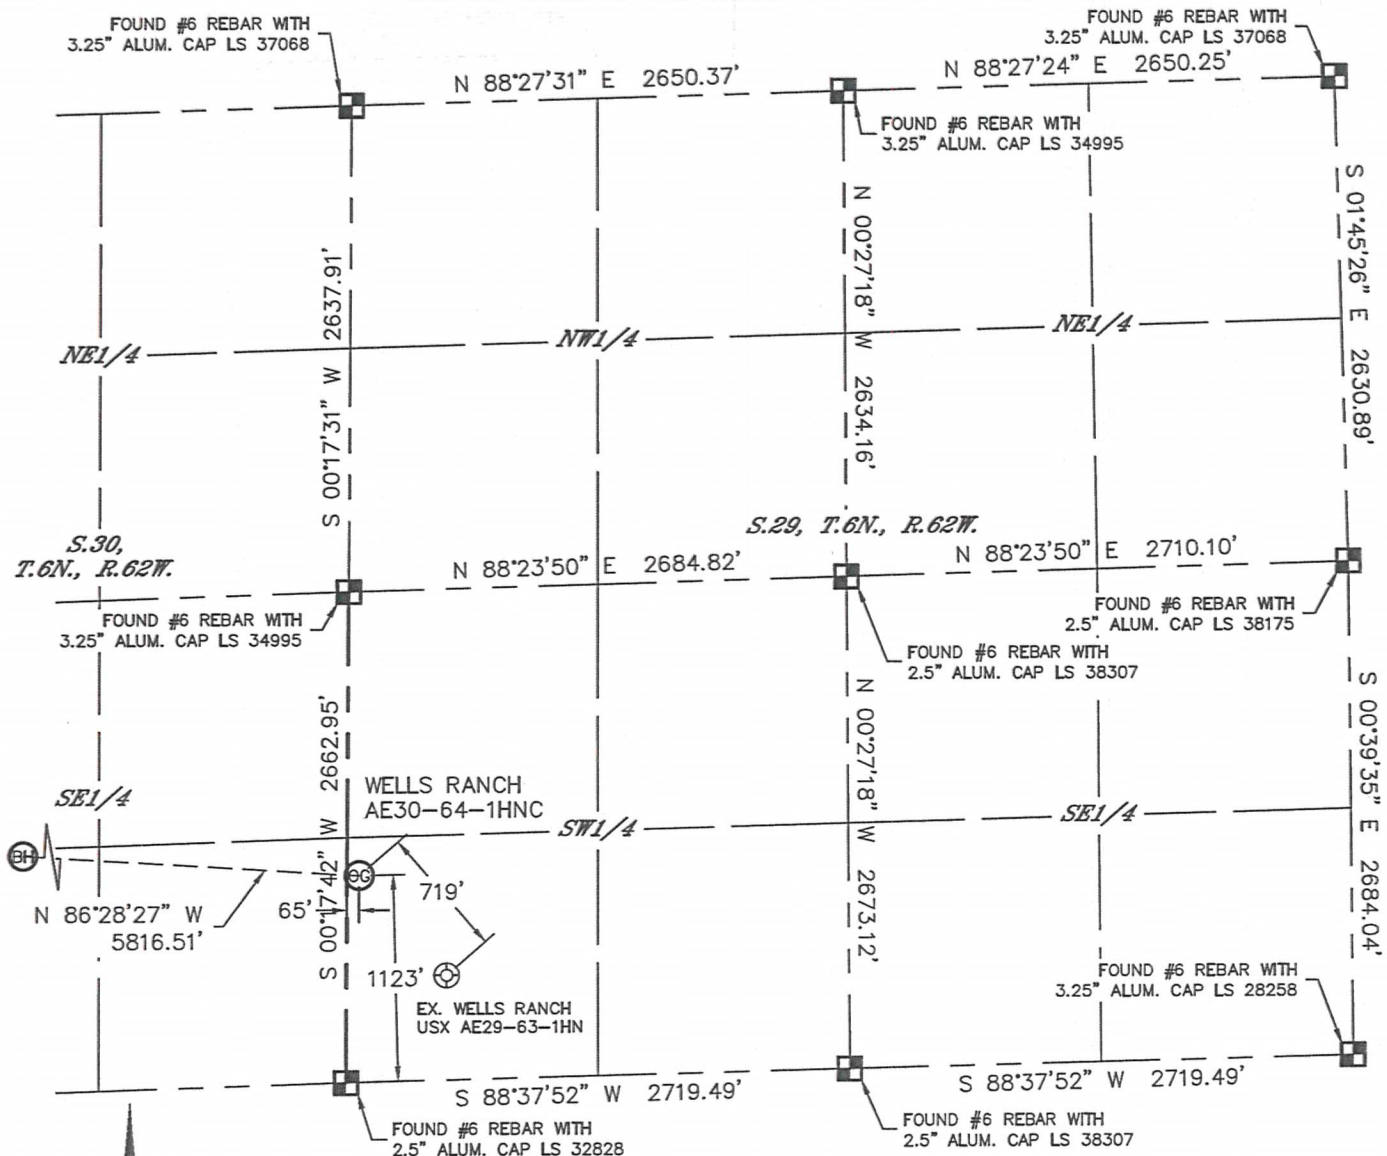 FOUND #6 REBAR WITH
3.25" ALUM. CAP LS 37068
FOUND #6 REBAR WITH
3.25" ALUM. CAP LS 37068
N 88°27'31" E 2650.37'
N 88°27'24" E 2650.25'
FOUND #6 REBAR WITH
3.25" ALUM. CAP LS 34995
S 00°17'31" W 2637.91'
N 00°27'18" W 2634.16'
S 01°45'26" E 2630.89'
NE1/4
NW1/4
NE1/4
S.30,
T.6N., R.62W.
S.29, T.6N., R.62W.
N 88°23'50" E 2684.82'
N 88°23'50" E 2710.10'
FOUND #6 REBAR WITH
3.25" ALUM. CAP LS 34995
FOUND #6 REBAR WITH
2.5" ALUM. CAP LS 38307
FOUND #6 REBAR WITH
2.5" ALUM. CAP LS 38175
S 00°17'42" W 2662.95'
N 00°27'18" W 2673.12'
S 00°39'35" E 2684.04'
WELLS RANCH
AE30-64-1HNC
SE1/4
SW1/4
SE1/4
BH
OG
N 86°28'27" W
5816.51'
65'
719'
1123'
EX. WELLS RANCH
USX AE29-63-1HN
FOUND #6 REBAR WITH
3.25" ALUM. CAP LS 28258
S 88°37'52" W 2719.49'
S 88°37'52" W 2719.49'
FOUND #6 REBAR WITH
2.5" ALUM. CAP LS 32828
FOUND #6 REBAR WITH
2.5" ALUM. CAP LS 38307